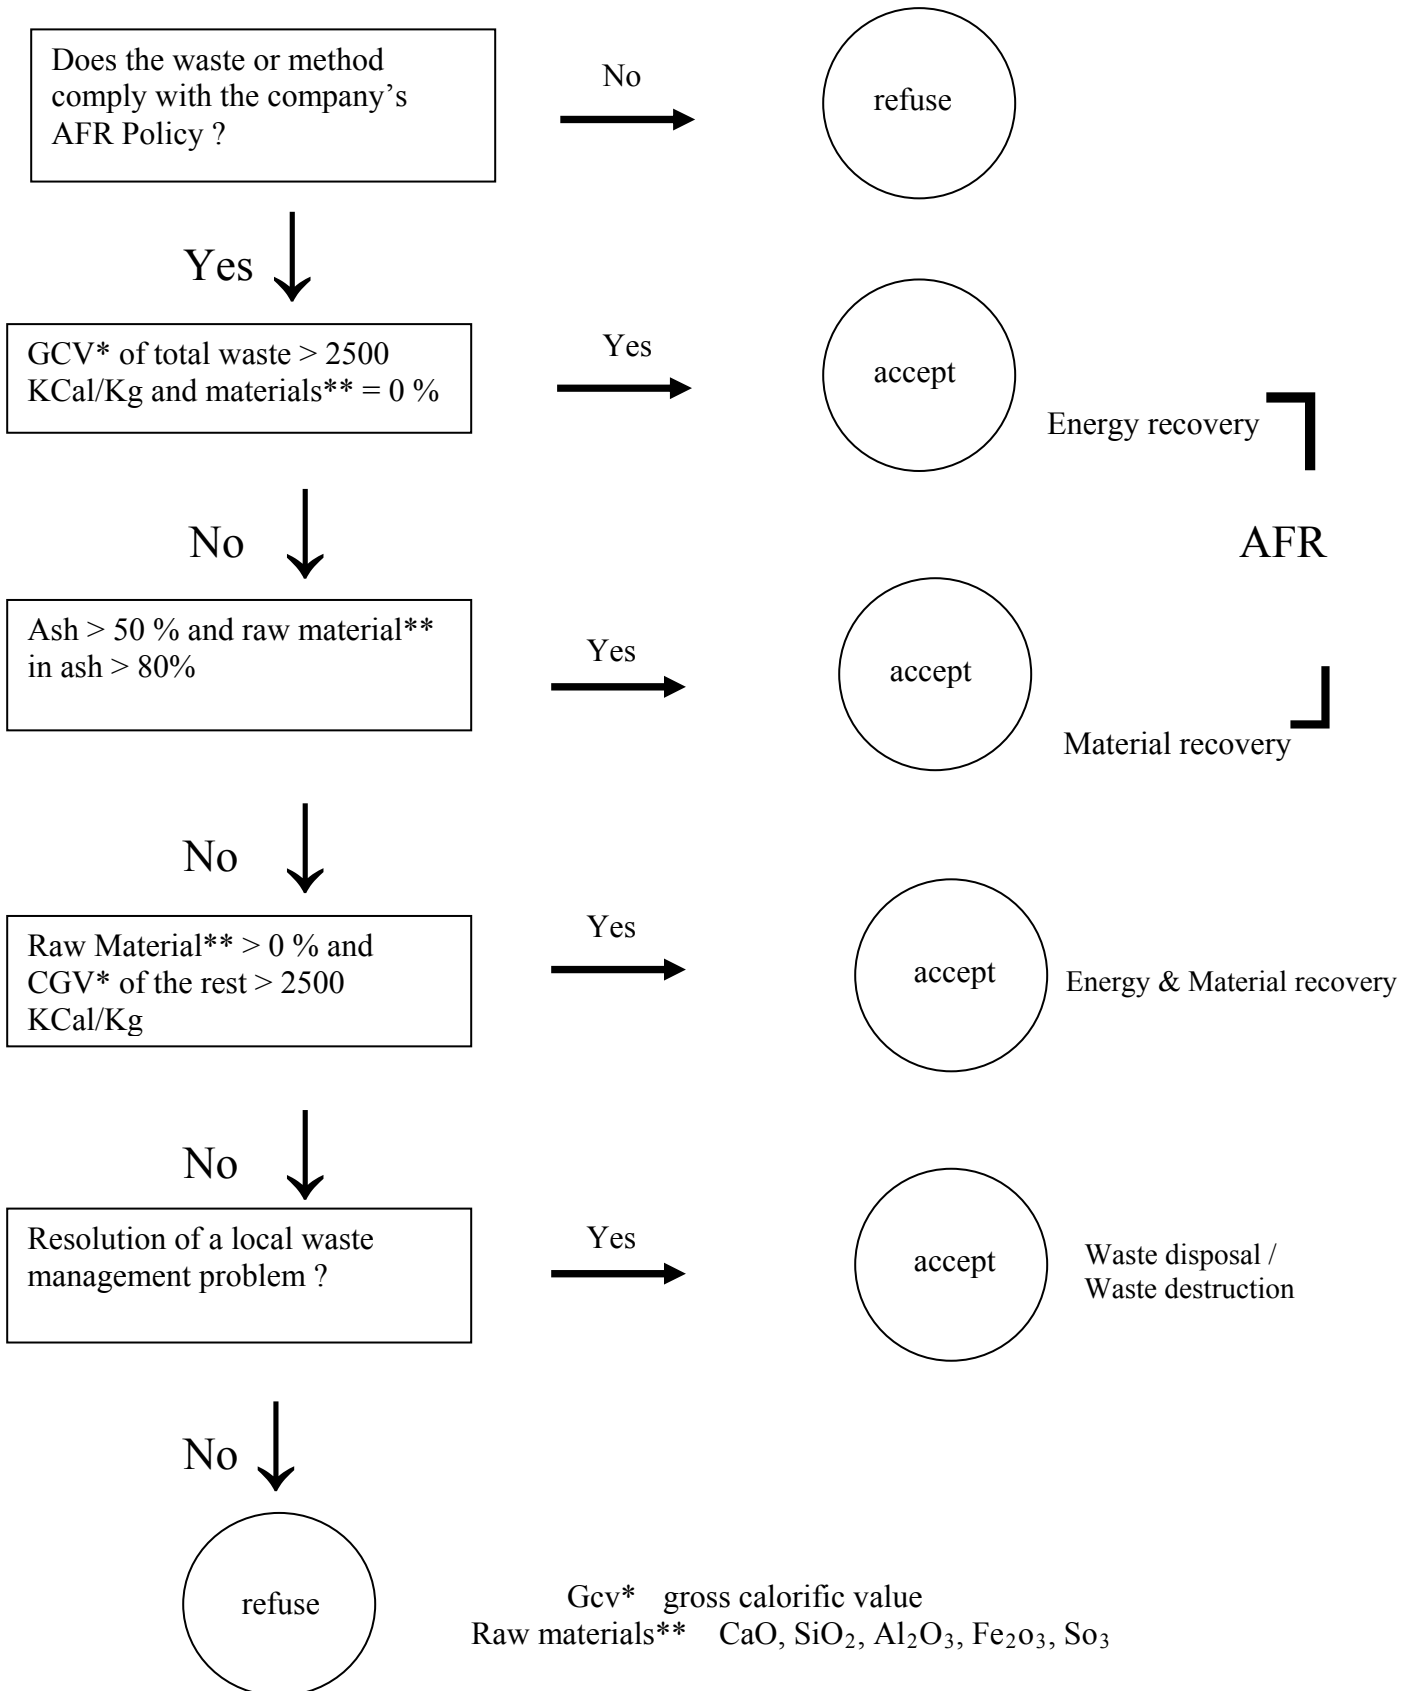 Does the waste or method
comply with the company’s
AFR Policy ?
No
refuse
Yes
GCV* of total waste > 2500
KCal/Kg and materials** = 0 %
Yes
accept
Energy recovery
No
AFR
Ash > 50 % and raw material**
in ash > 80%
Yes
accept
Material recovery
No
Raw Material** > 0 % and
CGV* of the rest > 2500
KCal/Kg
Yes
accept
Energy & Material recovery
No
Resolution of a local waste
management problem ?
Yes
accept
Waste disposal /
Waste destruction
No
refuse
Gcv* gross calorific value
Raw materials** CaO, SiO₂, Al₂O₃, Fe₂o₃, So₃